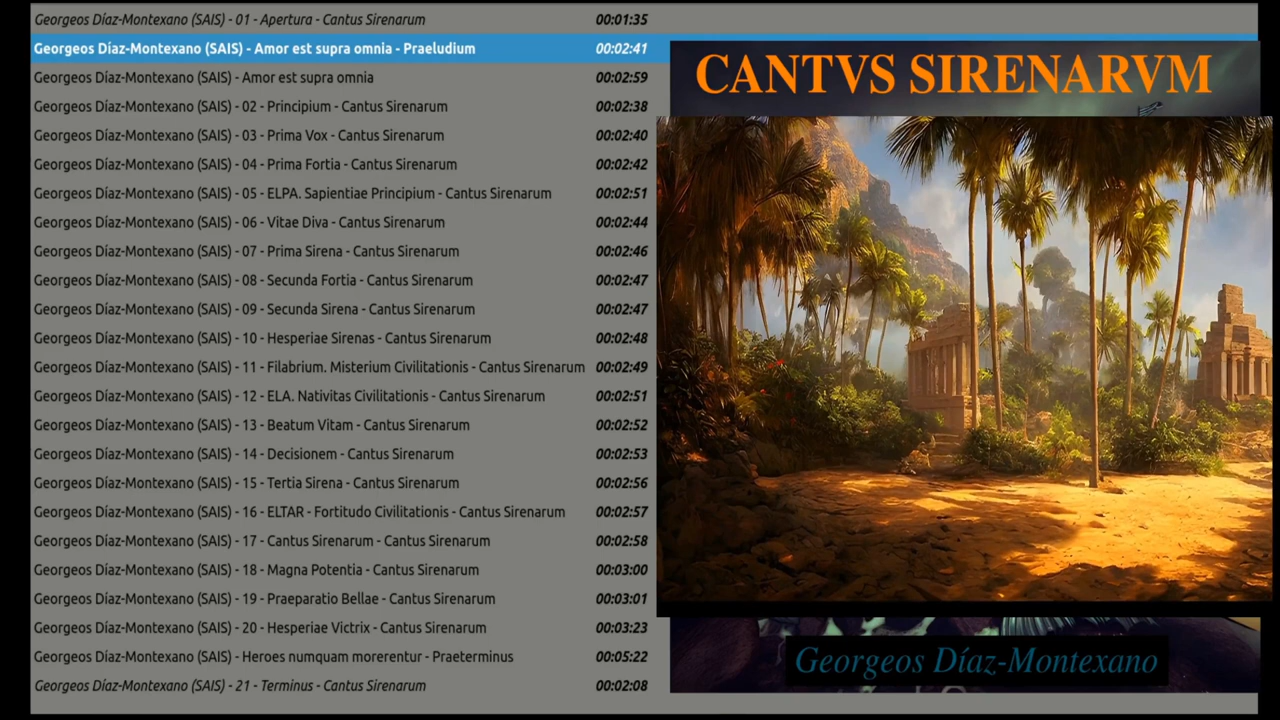 Georgeos Díaz-Montexano (SAIS) - 01 - Apertura - Cantus Sirenarum 00:01:35
Georgeos Díaz-Montexano (SAIS) - Amor est supra omnia - Praeludium 00:02:41
Georgeos Díaz-Montexano (SAIS) - Amor est supra omnia 00:02:59
Georgeos Díaz-Montexano (SAIS) - 02 - Principium - Cantus Sirenarum 00:02:38
Georgeos Díaz-Montexano (SAIS) - 03 - Prima Vox - Cantus Sirenarum 00:02:40
Georgeos Díaz-Montexano (SAIS) - 04 - Prima Fortia - Cantus Sirenarum 00:02:42
Georgeos Díaz-Montexano (SAIS) - 05 - ELPA. Sapientiae Principium - Cantus Sirenarum 00:02:51
Georgeos Díaz-Montexano (SAIS) - 06 - Vitae Diva - Cantus Sirenarum 00:02:44
Georgeos Díaz-Montexano (SAIS) - 07 - Prima Sirena - Cantus Sirenarum 00:02:46
Georgeos Díaz-Montexano (SAIS) - 08 - Secunda Fortia - Cantus Sirenarum 00:02:47
Georgeos Díaz-Montexano (SAIS) - 09 - Secunda Sirena - Cantus Sirenarum 00:02:47
Georgeos Díaz-Montexano (SAIS) - 10 - Hesperiae Sirenas - Cantus Sirenarum 00:02:48
Georgeos Díaz-Montexano (SAIS) - 11 - Filabrium. Misterium Civilitationis - Cantus Sirenarum 00:02:49
Georgeos Díaz-Montexano (SAIS) - 12 - ELA. Nativitas Civilitationis - Cantus Sirenarum 00:02:51
Georgeos Díaz-Montexano (SAIS) - 13 - Beatum Vitam - Cantus Sirenarum 00:02:52
Georgeos Díaz-Montexano (SAIS) - 14 - Decisionem - Cantus Sirenarum 00:02:53
Georgeos Díaz-Montexano (SAIS) - 15 - Tertia Sirena - Cantus Sirenarum 00:02:56
Georgeos Díaz-Montexano (SAIS) - 16 - ELTAR - Fortitudo Civilitationis - Cantus Sirenarum 00:02:57
Georgeos Díaz-Montexano (SAIS) - 17 - Cantus Sirenarum - Cantus Sirenarum 00:02:58
Georgeos Díaz-Montexano (SAIS) - 18 - Magna Potentia - Cantus Sirenarum 00:03:00
Georgeos Díaz-Montexano (SAIS) - 19 - Praeparatio Bellae - Cantus Sirenarum 00:03:01
Georgeos Díaz-Montexano (SAIS) - 20 - Hesperiae Victrix - Cantus Sirenarum 00:03:23
Georgeos Díaz-Montexano (SAIS) - Heroes numquam morerentur - Praeterminus 00:05:22
Georgeos Díaz-Montexano (SAIS) - 21 - Terminus - Cantus Sirenarum 00:02:08
CANTVS SIRENARVM
Georgeos Díaz-Montexano